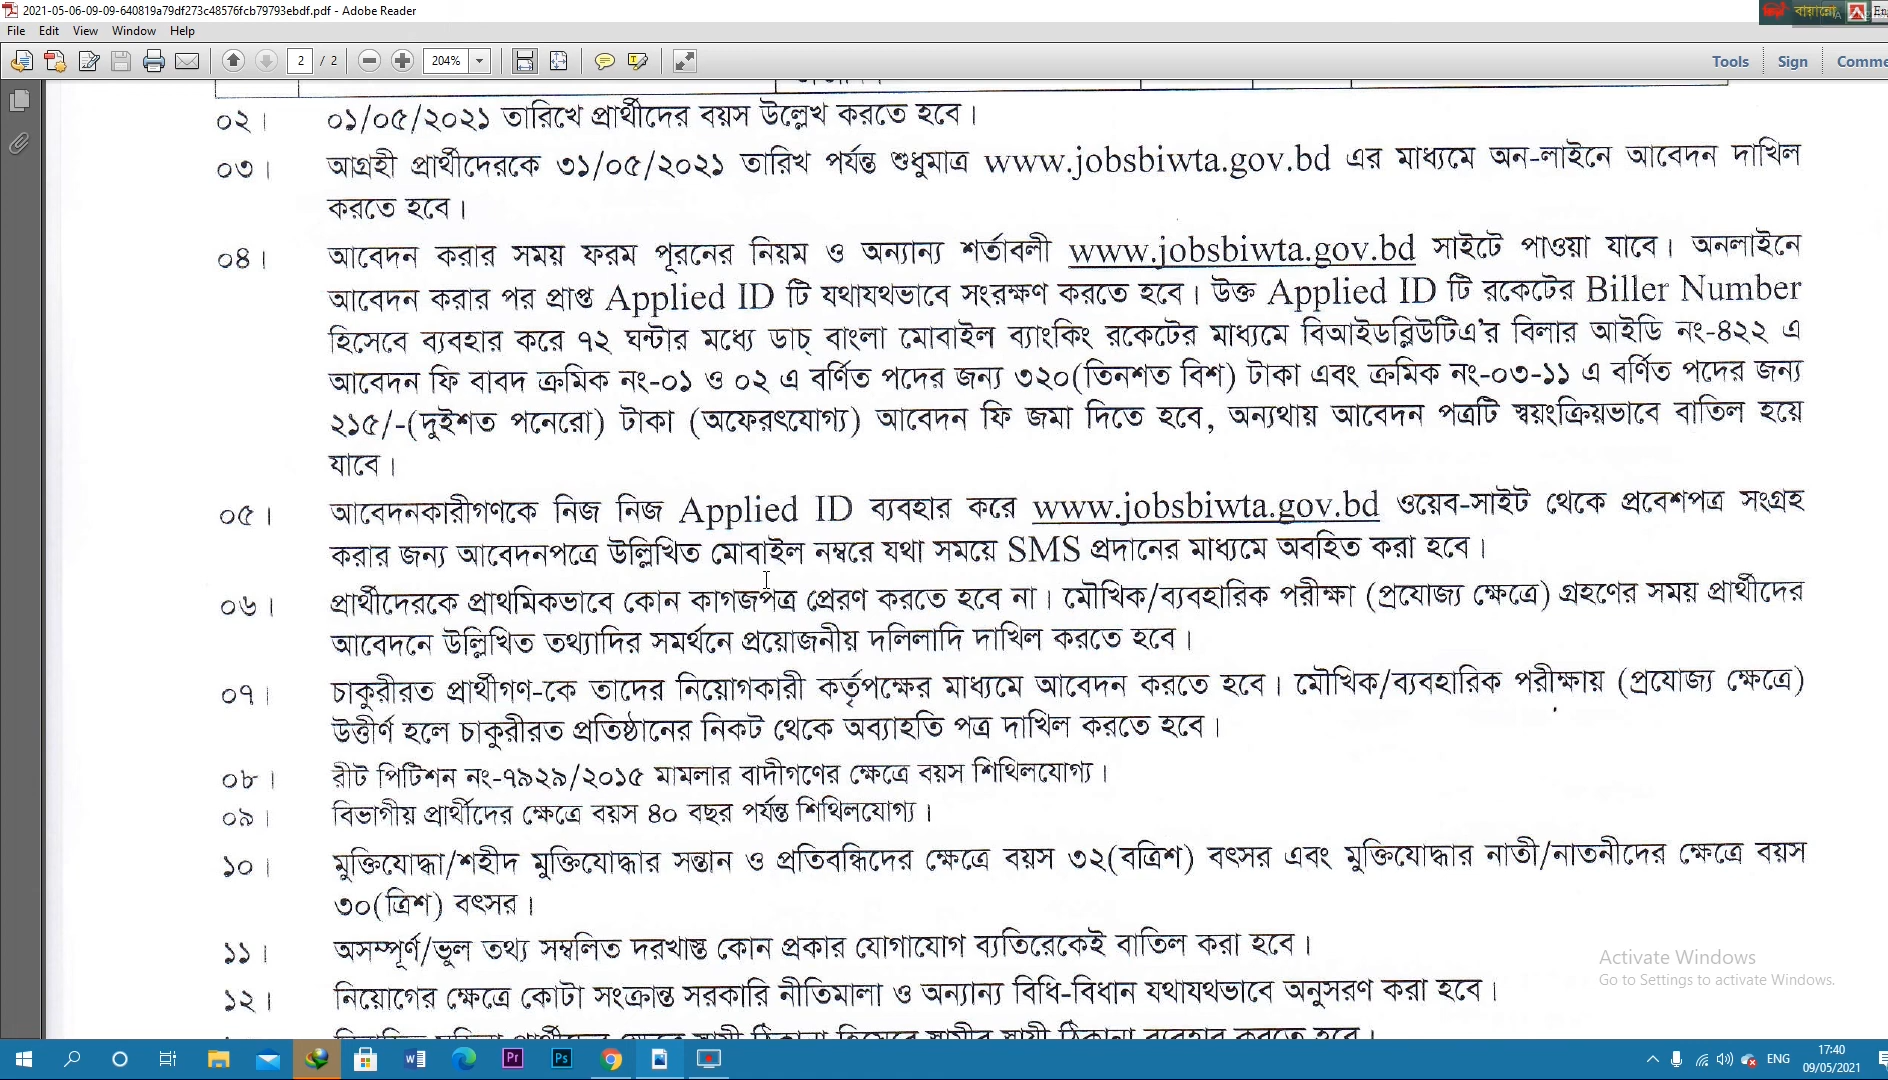 2021-05-06-09-09-640819a79df273c48576fcb79793ebdf.pdf - Adobe Reader
বায়ান্নো
En
File Edit View Window Help
2 / 2 204% Tools Sign Comme
০২। ০১/০৫/২০২১ তারিখে প্রার্থীদের বয়স উল্লেখ করতে হবে।
০৩। আগ্রহী প্রার্থীদেরকে ৩১/০৫/২০২১ তারিখ পর্যন্ত শুধুমাত্র www.jobsbiwta.gov.bd এর মাধ্যমে অন-লাইনে আবেদন দাখিল
করতে হবে।
০৪। আবেদন করার সময় ফরম পূরনের নিয়ম ও অন্যান্য শর্তাবলী www.jobsbiwta.gov.bd সাইটে পাওয়া যাবে। অনলাইনে
আবেদন করার পর প্রাপ্ত Applied ID টি যথাযথভাবে সংরক্ষণ করতে হবে। উক্ত Applied ID টি রকেটের Biller Number
হিসেবে ব্যবহার করে ৭২ ঘন্টার মধ্যে ডাচ্ বাংলা মোবাইল ব্যাংকিং রকেটের মাধ্যমে বিআইডব্লিউটিএ'র বিলার আইডি নং-৪২২ এ
আবেদন ফি বাবদ ক্রমিক নং-০১ ও ০২ এ বর্ণিত পদের জন্য ৩২০(তিনশত বিশ) টাকা এবং ক্রমিক নং-০৩-১১ এ বর্ণিত পদের জন্য
২১৫/-(দুইশত পনেরো) টাকা (অফেরৎযোগ্য) আবেদন ফি জমা দিতে হবে, অন্যথায় আবেদন পত্রটি স্বয়ংক্রিয়ভাবে বাতিল হয়ে
যাবে।
০৫। আবেদনকারীগণকে নিজ নিজ Applied ID ব্যবহার করে www.jobsbiwta.gov.bd ওয়েব-সাইট থেকে প্রবেশপত্র সংগ্রহ
করার জন্য আবেদনপত্রে উল্লিখিত মোবাইল নম্বরে যথা সময়ে SMS প্রদানের মাধ্যমে অবহিত করা হবে।
০৬। প্রার্থীদেরকে প্রাথমিকভাবে কোন কাগজপত্র প্রেরণ করতে হবে না। মৌখিক/ব্যবহারিক পরীক্ষা (প্রযোজ্য ক্ষেত্রে) গ্রহণের সময় প্রার্থীদের
আবেদনে উল্লিখিত তথ্যাদির সমর্থনে প্রয়োজনীয় দলিলাদি দাখিল করতে হবে।
০৭। চাকুরীরত প্রার্থীগণ-কে তাদের নিয়োগকারী কর্তৃপক্ষের মাধ্যমে আবেদন করতে হবে। মৌখিক/ব্যবহারিক পরীক্ষায় (প্রযোজ্য ক্ষেত্রে)
উত্তীর্ণ হলে চাকুরীরত প্রতিষ্ঠানের নিকট থেকে অব্যাহতি পত্র দাখিল করতে হবে।
০৮। রীট পিটিশন নং-৭৯২৯/২০১৫ মামলার বাদীগণের ক্ষেত্রে বয়স শিথিলযোগ্য।
০৯। বিভাগীয় প্রার্থীদের ক্ষেত্রে বয়স ৪০ বছর পর্যন্ত শিথিলযোগ্য।
১০। মুক্তিযোদ্ধা/শহীদ মুক্তিযোদ্ধার সন্তান ও প্রতিবন্ধিদের ক্ষেত্রে বয়স ৩২(বত্রিশ) বৎসর এবং মুক্তিযোদ্ধার নাতী/নাতনীদের ক্ষেত্রে বয়স
৩০(ত্রিশ) বৎসর।
১১। অসম্পূর্ণ/ভুল তথ্য সম্বলিত দরখাস্ত কোন প্রকার যোগাযোগ ব্যতিরেকেই বাতিল করা হবে।
১২। নিয়োগের ক্ষেত্রে কোটা সংক্রান্ত সরকারি নীতিমালা ও অন্যান্য বিধি-বিধান যথাযথভাবে অনুসরণ করা হবে।
Activate Windows
Go to Settings to activate Windows.
ENG
17:40
09/05/2021